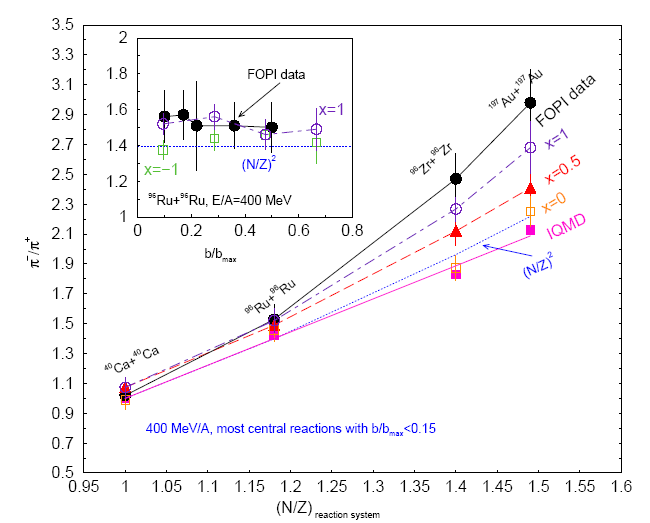 3.5
3.3
3.1
2.9
2.7
2.5
2.3
2.1
1.9
1.7
1.5
1.3
1.1
0.9
0.7
0.5
π⁻/π⁺
2
1.8
1.6
1.4
1.2
1
FOPI data
x=1
x=−1
(N/Z)²
⁹⁶Ru+⁹⁶Ru, E/A=400 MeV
0 0.2 0.4 0.6 0.8
b/bmax
¹⁹⁷Au+¹⁹⁷Au
FOPI data
⁹⁶Zr+⁹⁶Zr
x=1
x=0.5
x=0
IQMD
(N/Z)²
⁹⁶Ru+⁹⁶Ru
⁴⁰Ca+⁴⁰Ca
400 MeV/A, most central reactions with b/bmax<0.15
0.95 1 1.05 1.1 1.15 1.2 1.25 1.3 1.35 1.4 1.45 1.5 1.55 1.6
(N/Z) reaction system